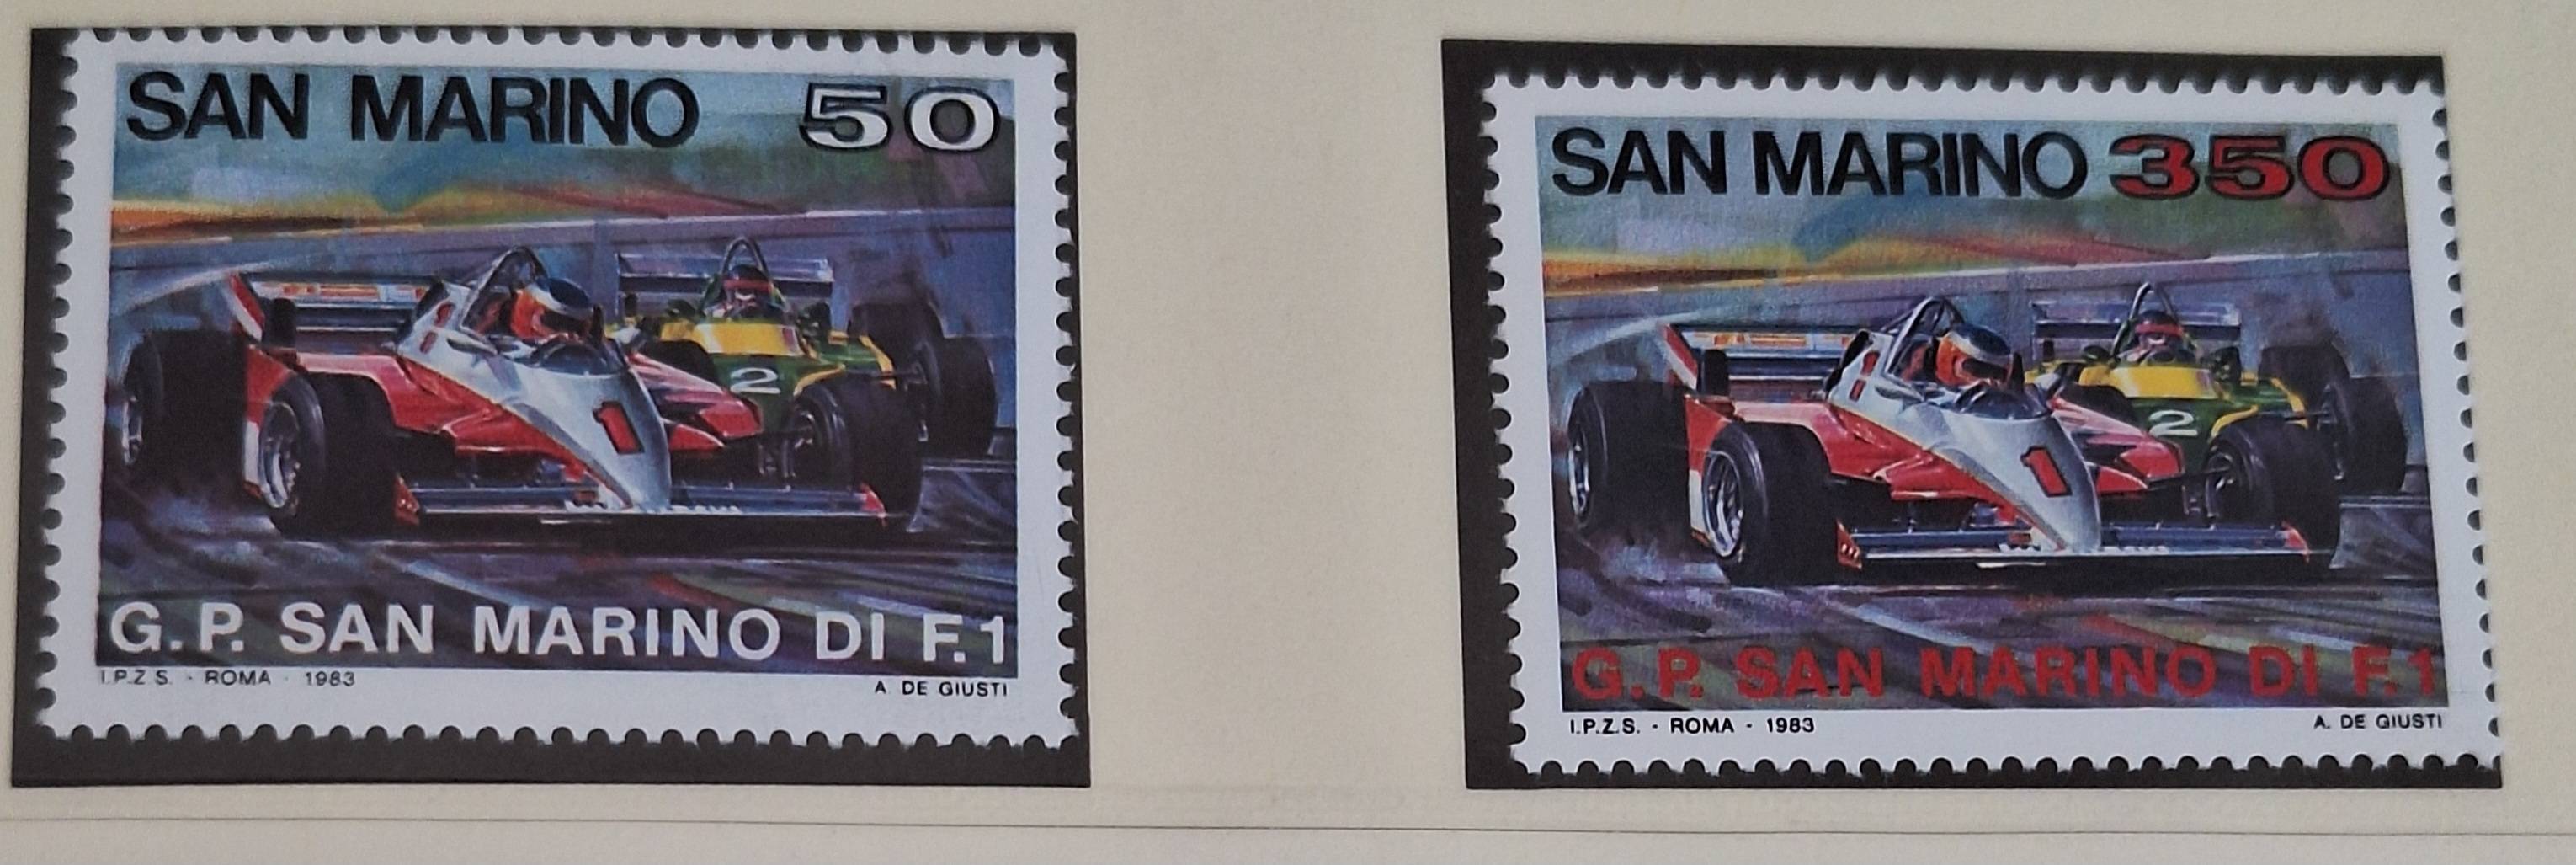 SAN MARINO 50
1
2
G.P. SAN MARINO DI F.1
I.P.Z.S. - ROMA - 1983
A. DE GIUSTI
SAN MARINO 350
1
2
G.P. SAN MARINO DI F.1
I.P.Z.S. - ROMA - 1983
A. DE GIUSTI